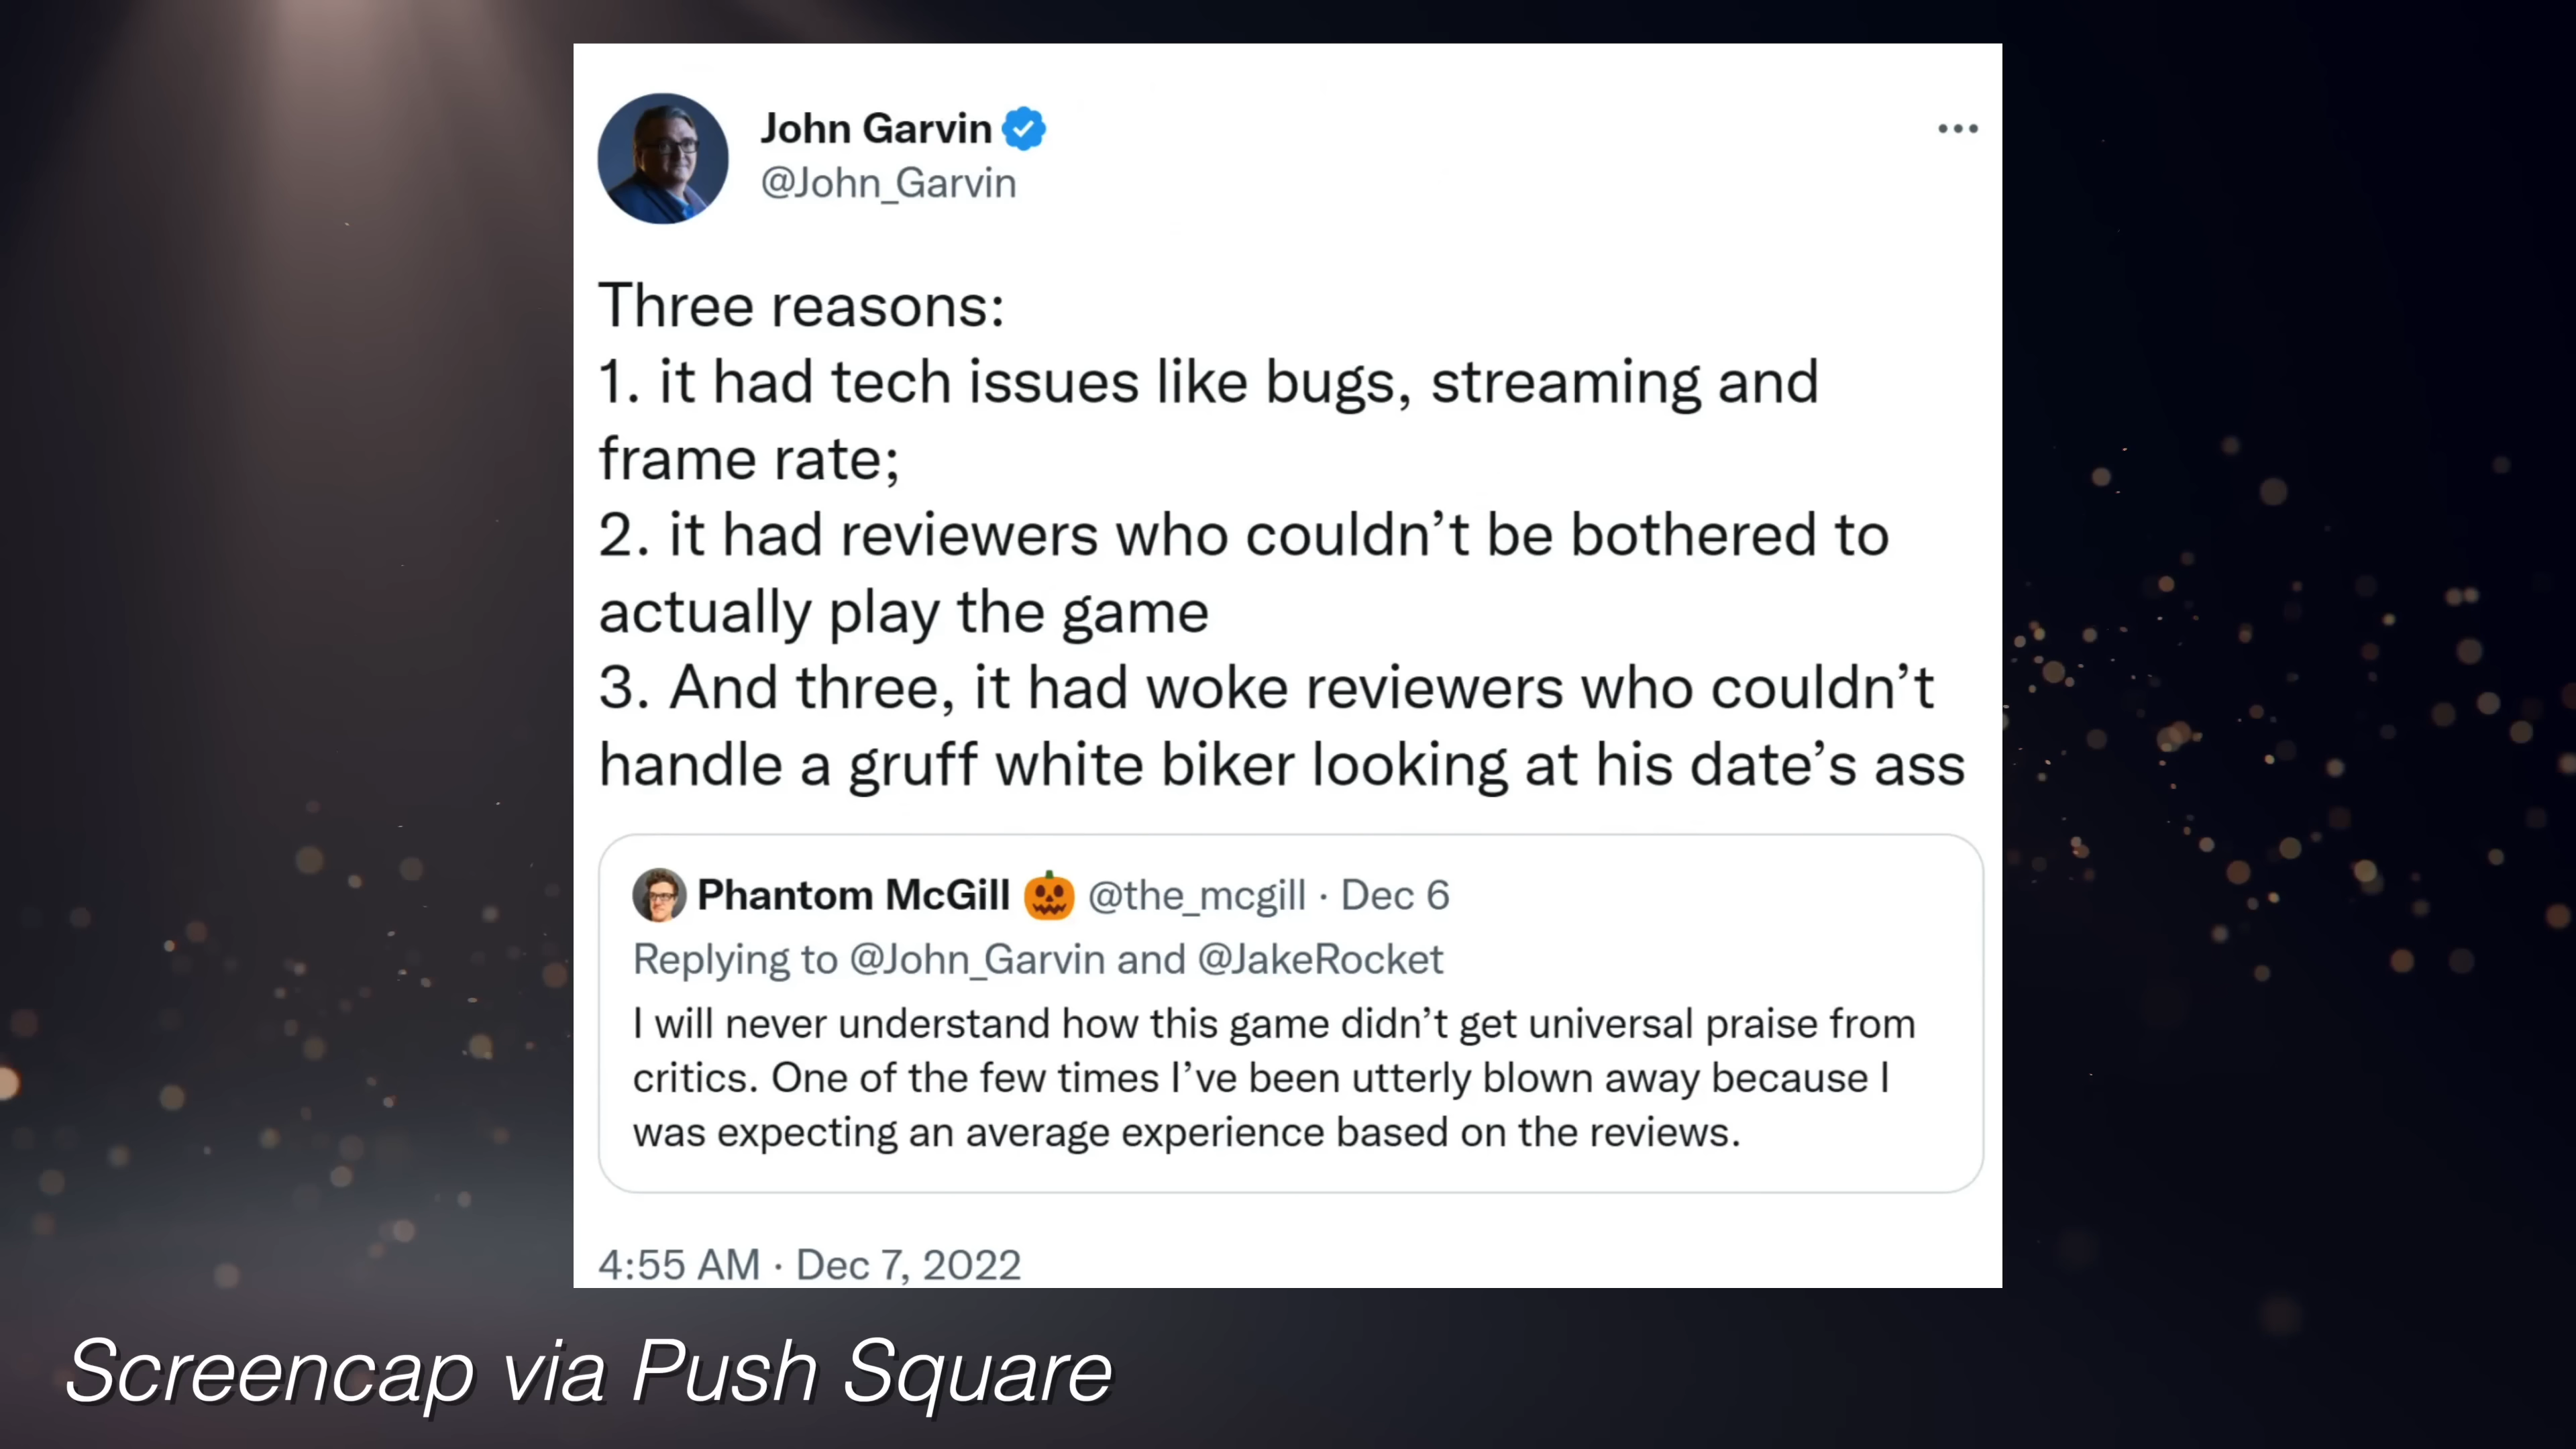 John Garvin
@John_Garvin
Three reasons:
1. it had tech issues like bugs, streaming and
frame rate;
2. it had reviewers who couldn’t be bothered to
actually play the game
3. And three, it had woke reviewers who couldn’t
handle a gruff white biker looking at his date’s ass
Phantom McGill 🎃 @the_mcgill · Dec 6
Replying to @John_Garvin and @JakeRocket
I will never understand how this game didn’t get universal praise from
critics. One of the few times I’ve been utterly blown away because I
was expecting an average experience based on the reviews.
4:55 AM · Dec 7, 2022
Screencap via Push Square